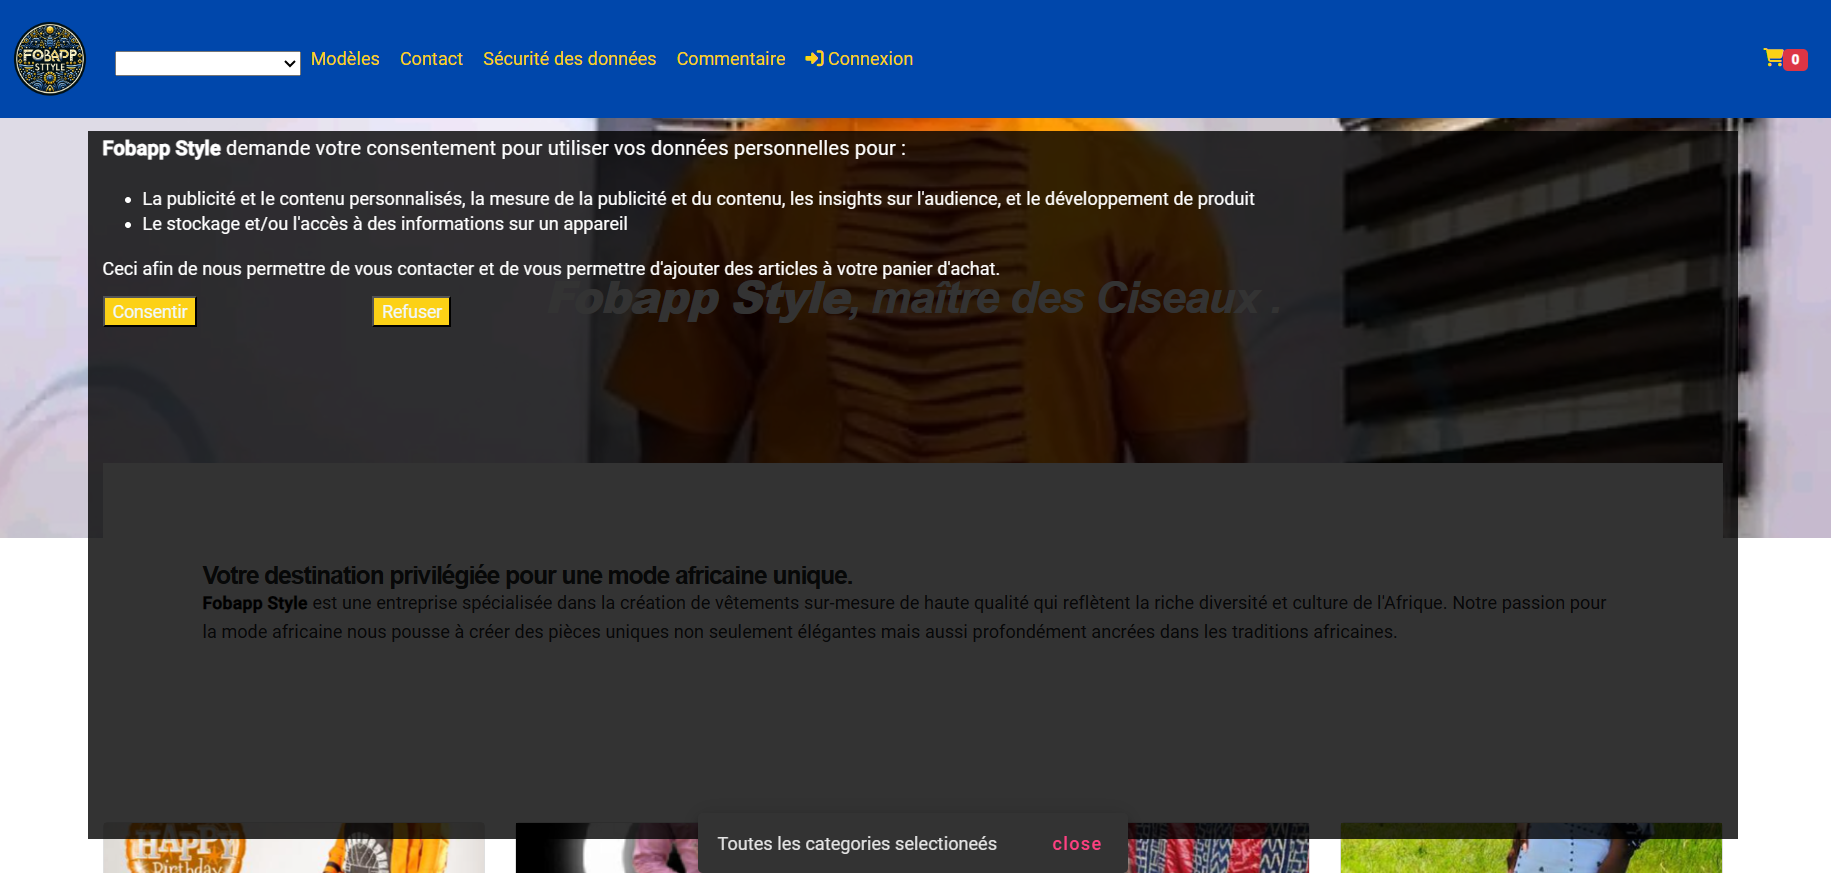 FOBAPP
STTYLE
Modèles
Contact
Sécurité des données
Commentaire
Connexion
0
Fobapp Style demande votre consentement pour utiliser vos données personnelles pour :
La publicité et le contenu personnalisés, la mesure de la publicité et du contenu, les insights sur l'audience, et le développement de produit
Le stockage et/ou l'accès à des informations sur un appareil
Ceci afin de nous permettre de vous contacter et de vous permettre d'ajouter des articles à votre panier d'achat.
Fobapp Style, maître des Ciseaux .
Consentir
Refuser
Votre destination privilégiée pour une mode africaine unique.
Fobapp Style est une entreprise spécialisée dans la création de vêtements sur-mesure de haute qualité qui reflètent la riche diversité et culture de l'Afrique. Notre passion pour
la mode africaine nous pousse à créer des pièces uniques non seulement élégantes mais aussi profondément ancrées dans les traditions africaines.
HAPPY
Birthday
Toutes les categories selectioneés
close